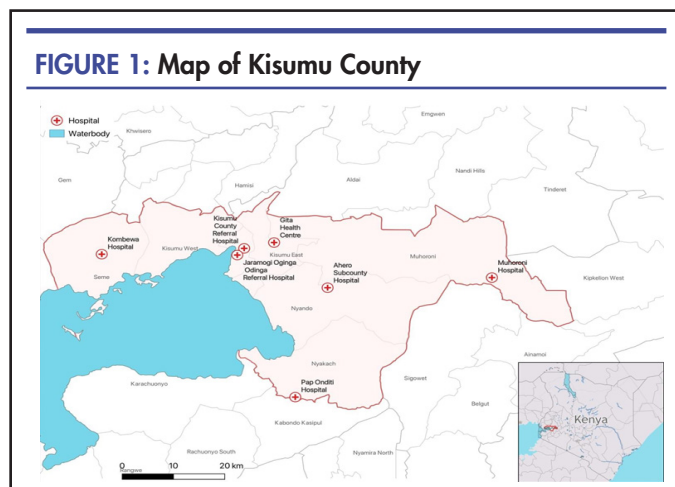 FIGURE 1: Map of Kisumu County
Hospital
Waterbody
Emgwen
Khwisero
Gem
Hamisi
Aldai
Nandi Hills
Tinderet
Kisumu
County
Referral
Hospital
Gita
Health
Centre
Kombewa
Hospital
Kisumu West
Kisumu East
Jaramogi Oginga
Odinga
Referral Hospital
Ahero
Subcounty
Hospital
Muhoroni
Muhoroni
Hospital
Seme
Kipkelion West
Nyando
Nyakach
Ainamoi
Karachuonyo
Pap Onditi
Hospital
Sigowet
Belgut
Kabondo Kasipul
Rachuonyo South
Nyamira North
Rangwe
0 10 20 km
Kenya